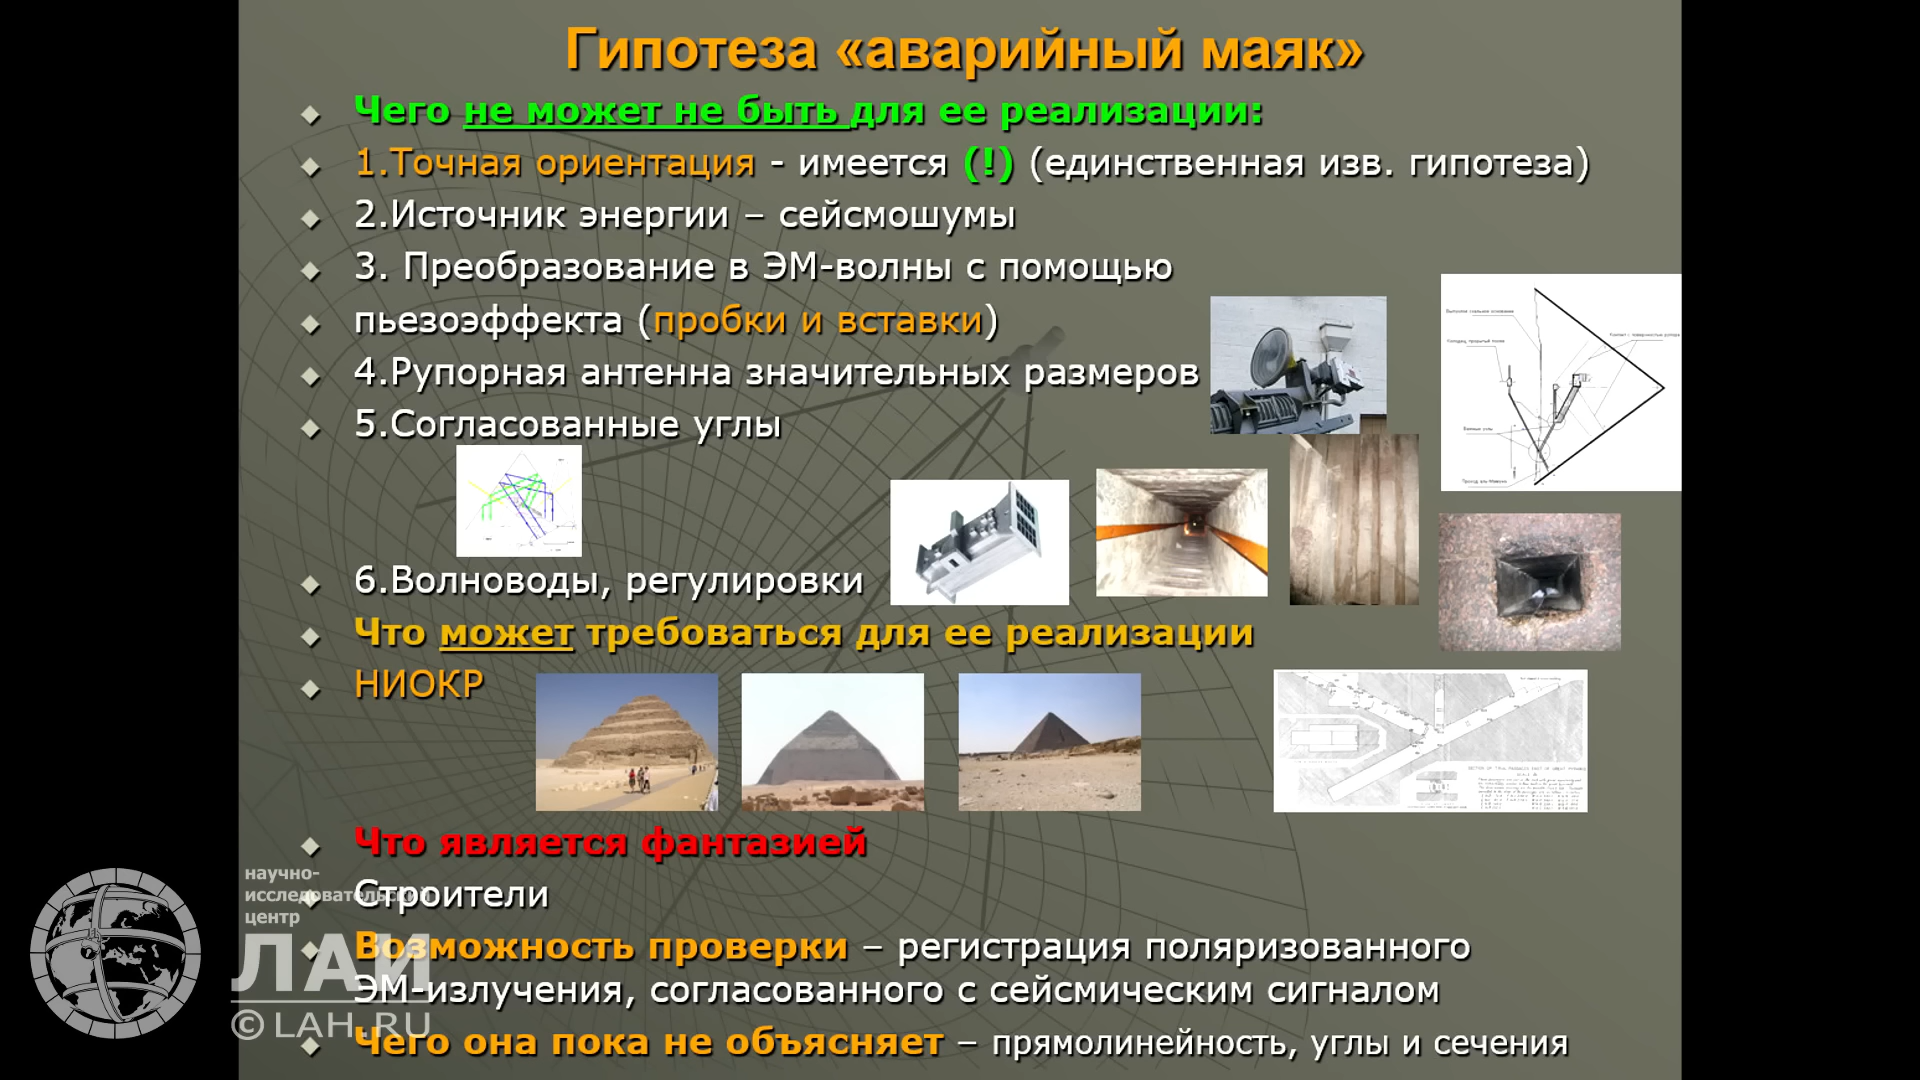 Гипотеза «аварийный маяк»
Чего не может не быть для ее реализации:
1.Точная ориентация - имеется (!) (единственная изв. гипотеза)
2.Источник энергии – сейсмошумы
3. Преобразование в ЭМ-волны с помощью
пьезоэффекта (пробки и вставки)
4.Рупорная антенна значительных размеров
5.Согласованные углы
6.Волноводы, регулировки
Что может требоваться для ее реализации
НИОКР
Что является фантазией
Строители
Возможность проверки – регистрация поляризованного
ЭМ-излучения, согласованного с сейсмическим сигналом
Чего она пока не объясняет – прямолинейность, углы и сечения
научно-
исследовательский
центр
ЛАИ
©LAH.RU